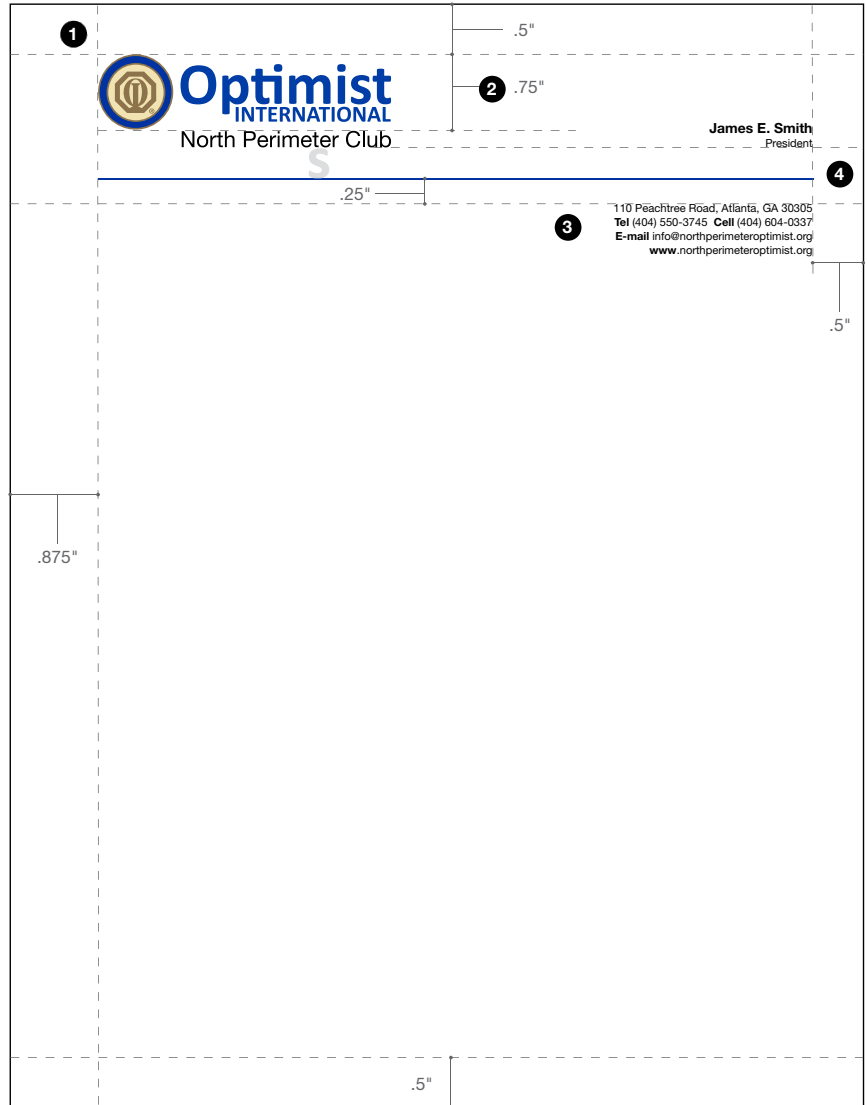 .5"
1
Optimist
2 .75"
INTERNATIONAL
North Perimeter Club
James E. Smith
President
S
4
.25"
3
110 Peachtree Road, Atlanta, GA 30305
Tel (404) 550-3745 Cell (404) 604-0337
E-mail info@northperimeteroptimist.org
www.northperimeteroptimist.org
.5"
.875"
.5"